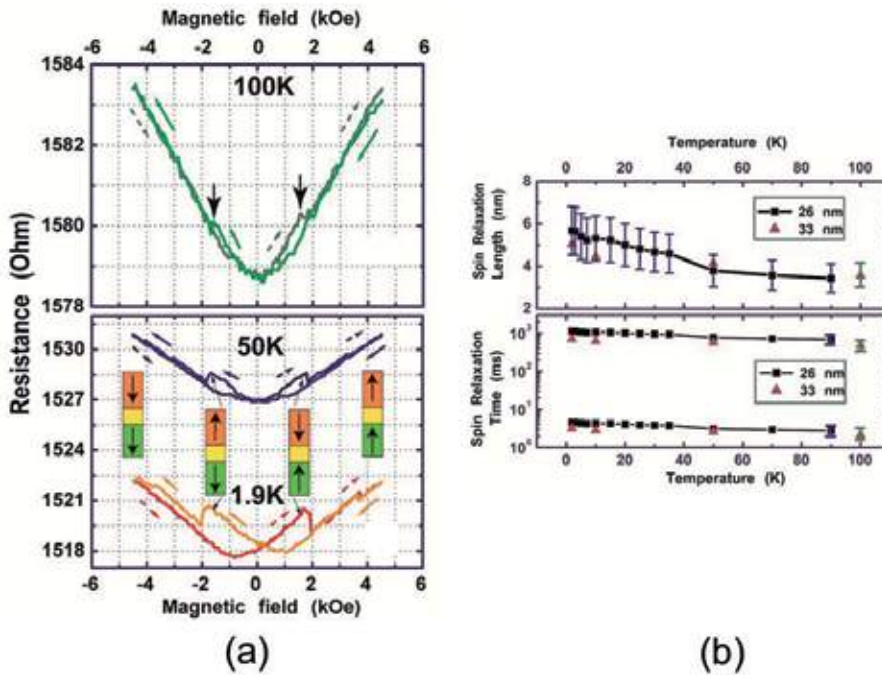 Magnetic field (kOe)
-6 -4 -2 0 2 4 6
1584
100K
1582
1580
1578
Resistance (Ohm)
1530
50K
1527
1524
1521
1.9K
1518
-6 -4 -2 0 2 4 6
Magnetic field (kOe)
(a)
Temperature (K)
0 20 40 60 80 100
8
6
4
2
Spin Relaxation
Length (nm)
26 nm
33 nm
10³
10²
10¹
10⁰
Spin Relaxation
Time (ms)
26 nm
33 nm
0 20 40 60 80 100
Temperature (K)
(b)